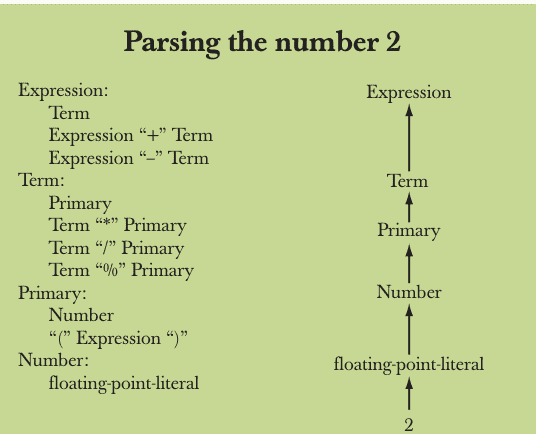 Parsing the number 2
Expression:
Term
Expression “+” Term
Expression “–” Term
Term:
Primary
Term “*” Primary
Term “/” Primary
Term “%” Primary
Primary:
Number
“(” Expression “)”
Number:
floating-point-literal
Expression
Term
Primary
Number
floating-point-literal
2